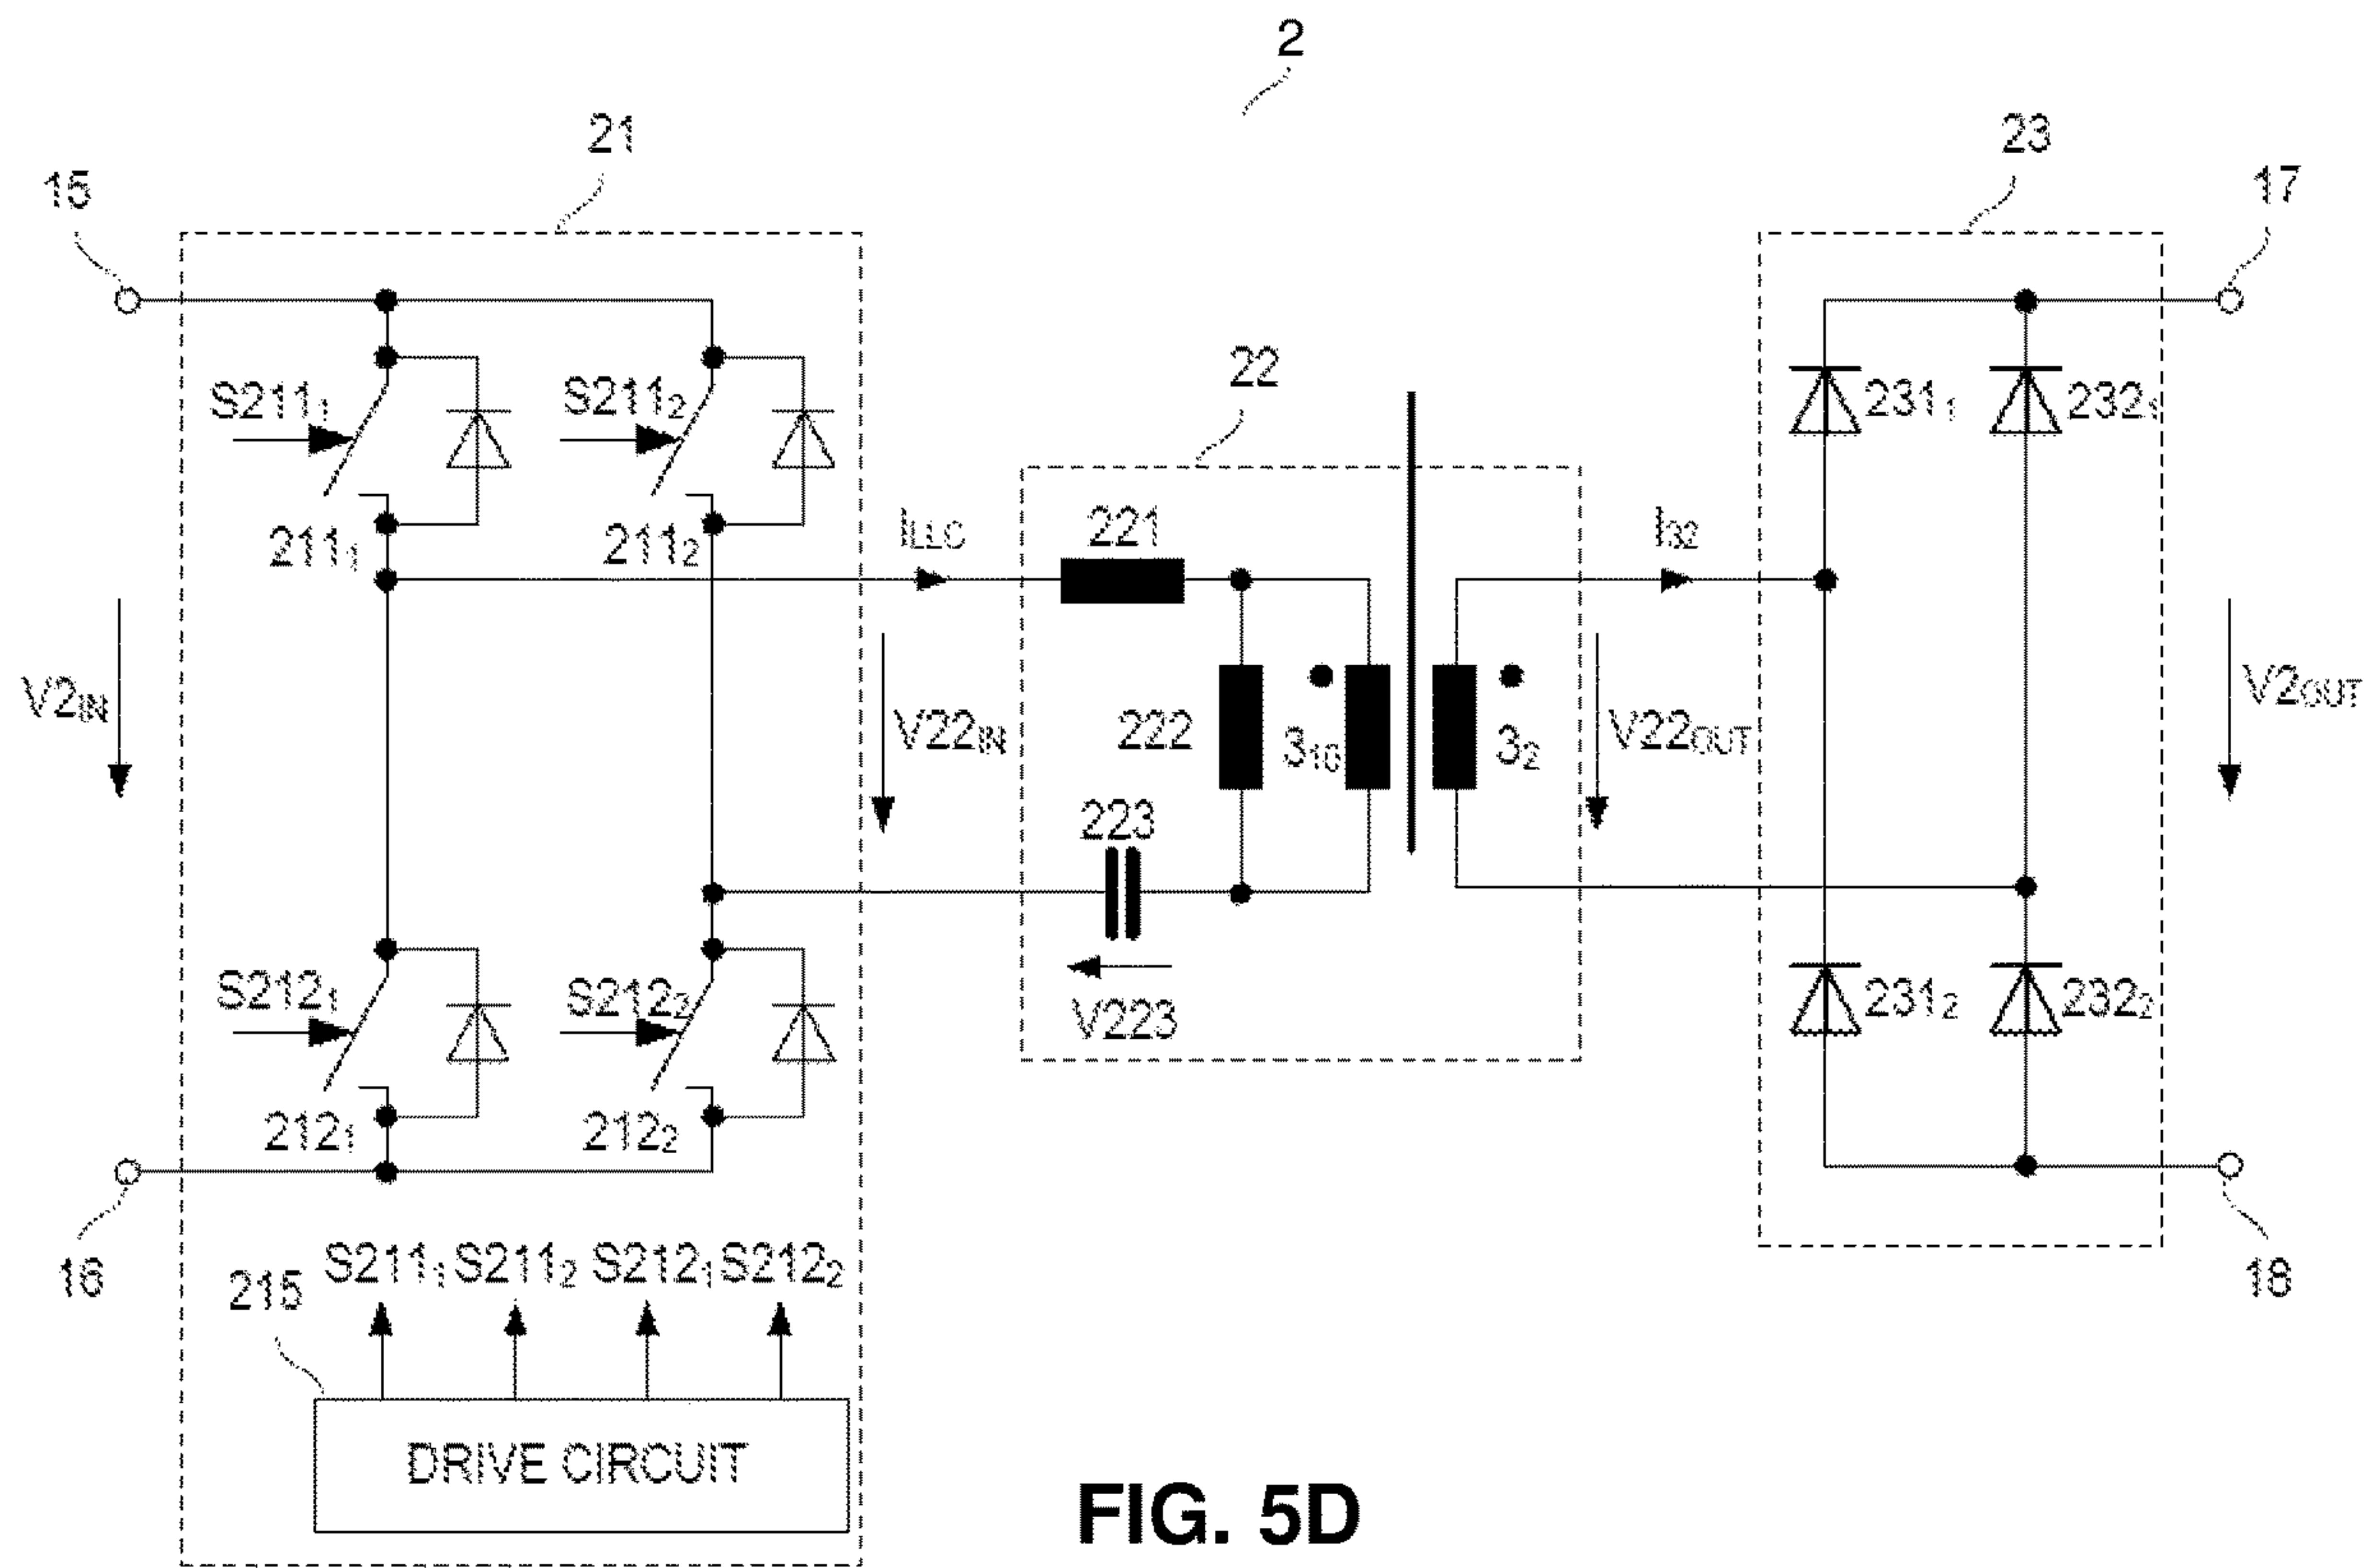 2
21
23
15
17
22
S211₁
S211₂
231₁
232₁
211₁
211₂
I_LLC
221
I₃₂
V2_IN
V22_IN
222
3₁₀
3₂
V22_OUT
V2_OUT
223
S212₁
S212₂
231₂
232₂
V223
212₁
212₂
16
18
215
S211₁ S211₂ S212₁ S212₂
DRIVE CIRCUIT
FIG. 5D